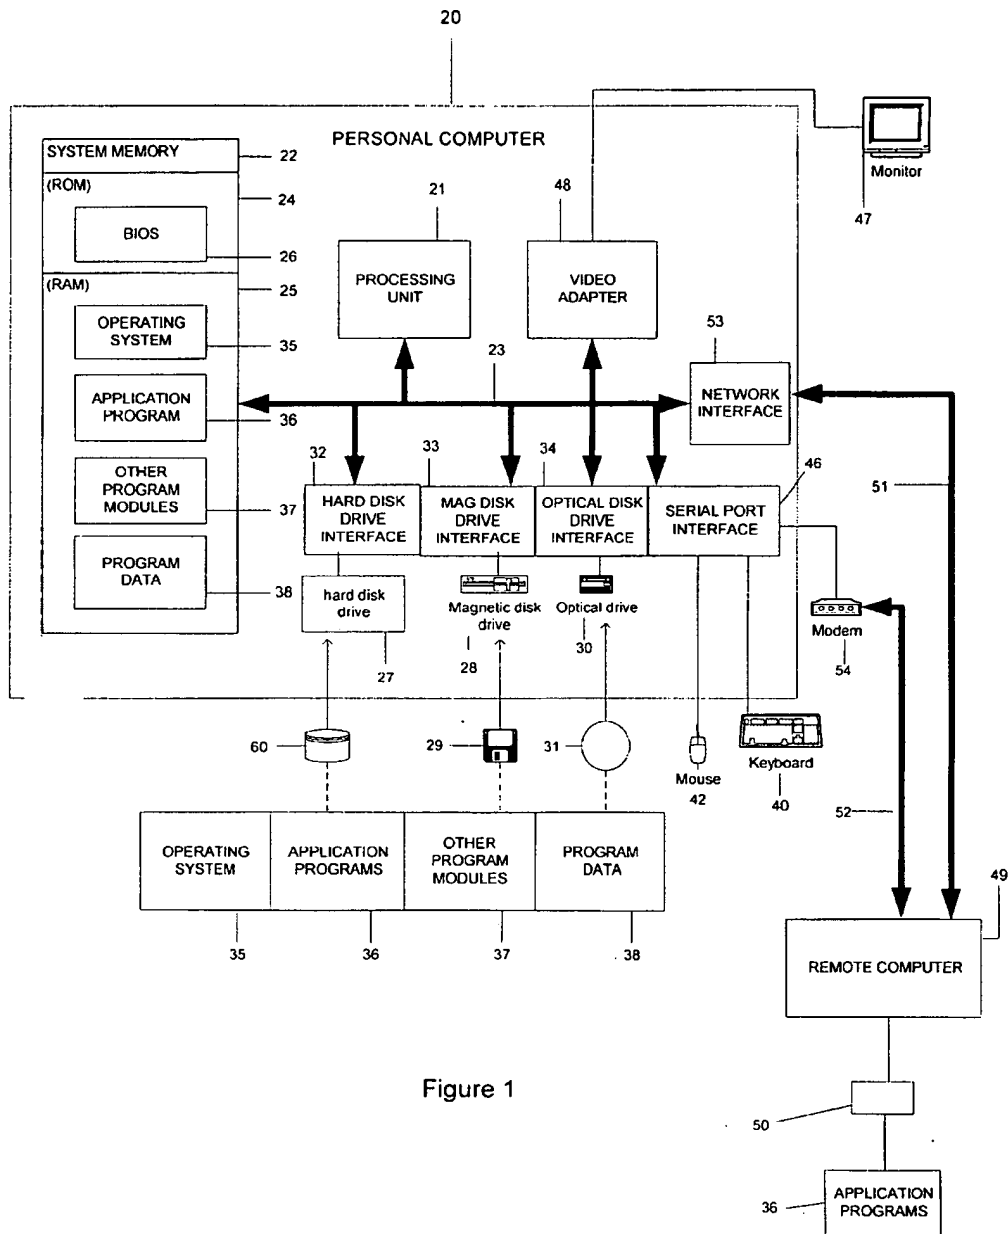 20
PERSONAL COMPUTER
SYSTEM MEMORY
22
(ROM)
24
BIOS
26
(RAM)
25
OPERATING
SYSTEM
35
APPLICATION
PROGRAM
36
OTHER
PROGRAM
MODULES
37
PROGRAM
DATA
38
21
PROCESSING
UNIT
48
VIDEO
ADAPTER
47
Monitor
23
53
NETWORK
INTERFACE
32
HARD DISK
DRIVE
INTERFACE
33
MAG DISK
DRIVE
INTERFACE
34
OPTICAL DISK
DRIVE
INTERFACE
46
SERIAL PORT
INTERFACE
51
hard disk
drive
27
Magnetic disk
drive
28
Optical drive
30
Modem
54
60
29
31
Mouse
42
Keyboard
40
52
OPERATING
SYSTEM
APPLICATION
PROGRAMS
OTHER
PROGRAM
MODULES
PROGRAM
DATA
35
36
37
38
49
REMOTE COMPUTER
Figure 1
50
36
APPLICATION
PROGRAMS